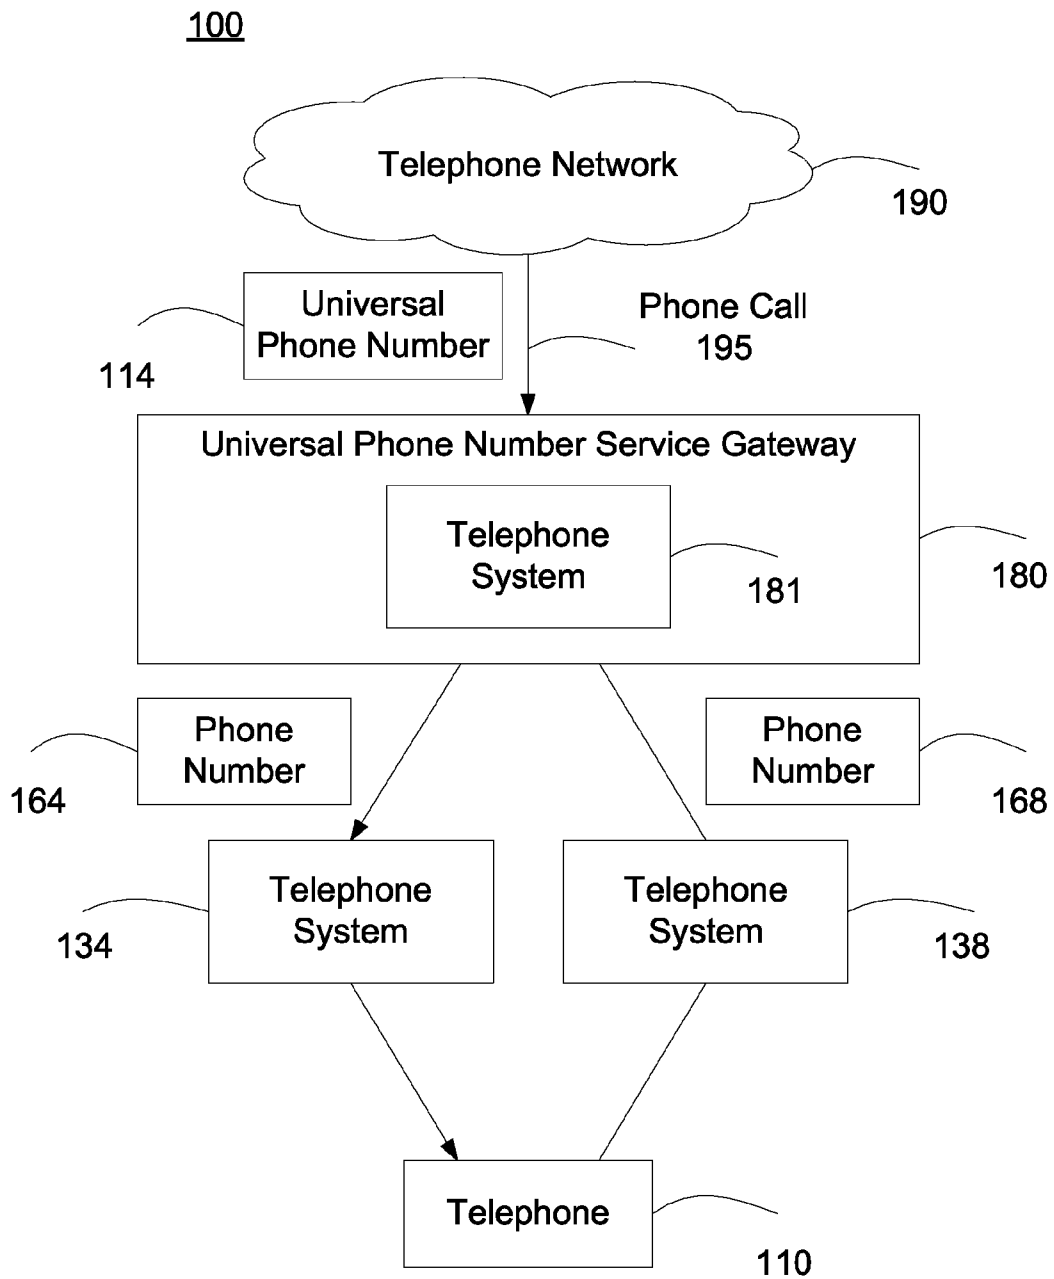 100
Telephone Network
190
Universal
Phone Number
114
Phone Call
195
Universal Phone Number Service Gateway
Telephone
System
181
180
Phone
Number
164
Phone
Number
168
Telephone
System
134
Telephone
System
138
Telephone
110